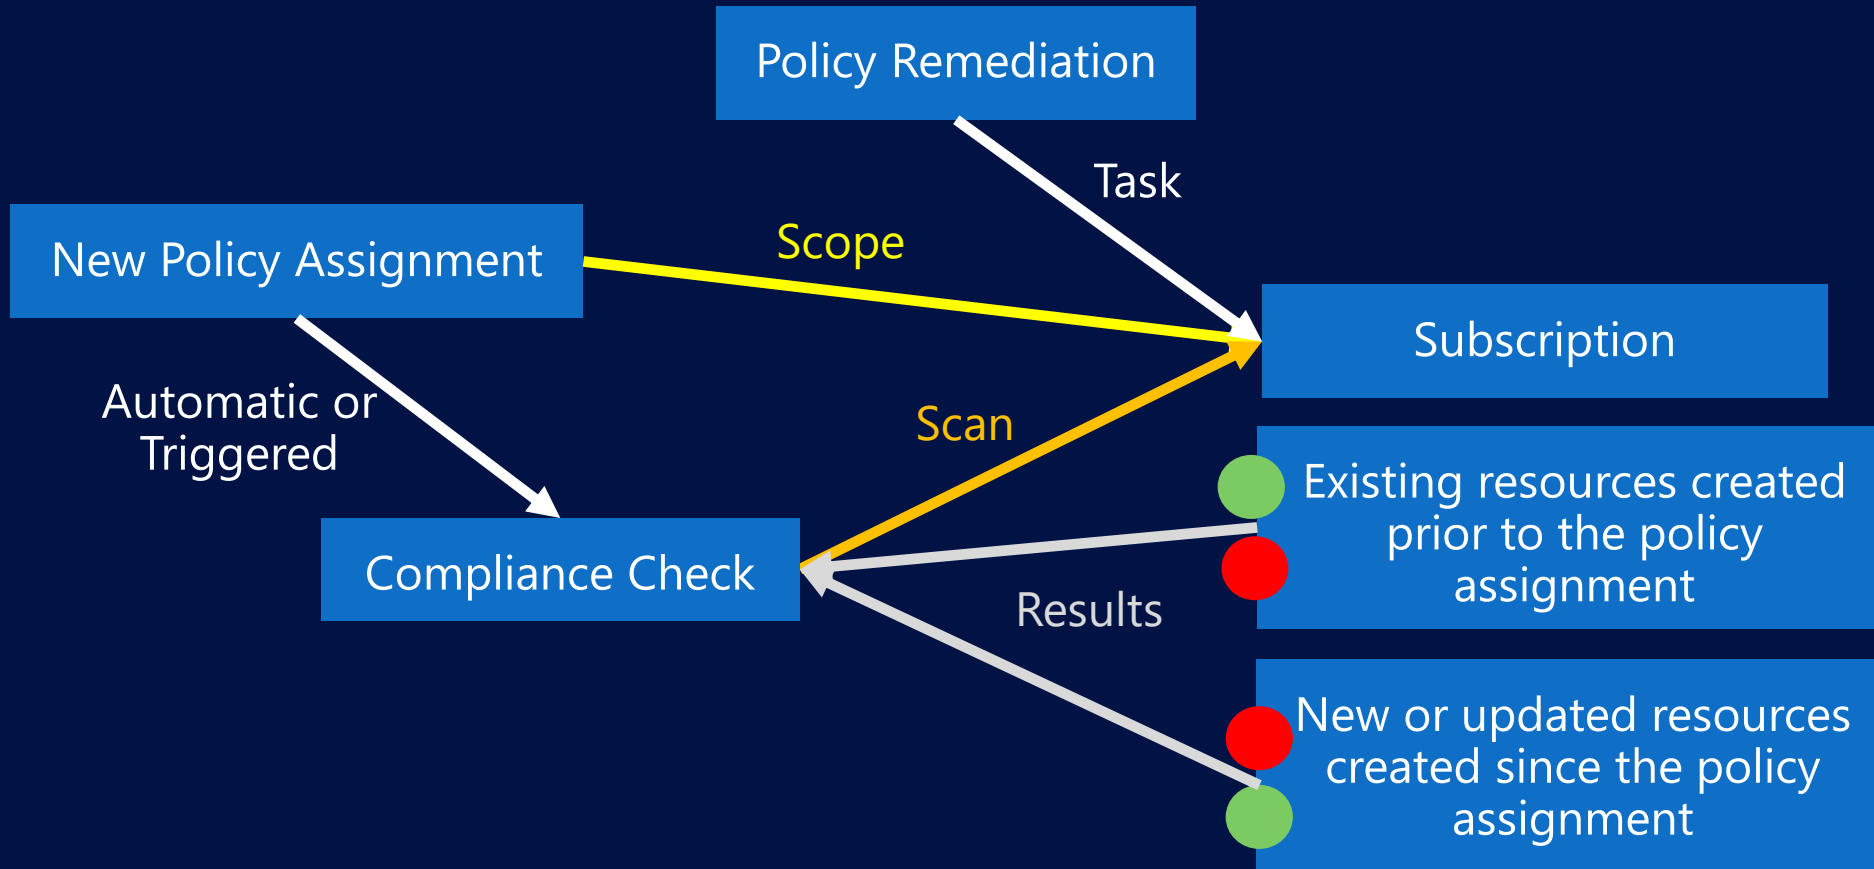 Policy Remediation
Task
New Policy Assignment
Scope
Subscription
Automatic or
Triggered
Scan
Existing resources created
prior to the policy
assignment
Compliance Check
Results
New or updated resources
created since the policy
assignment